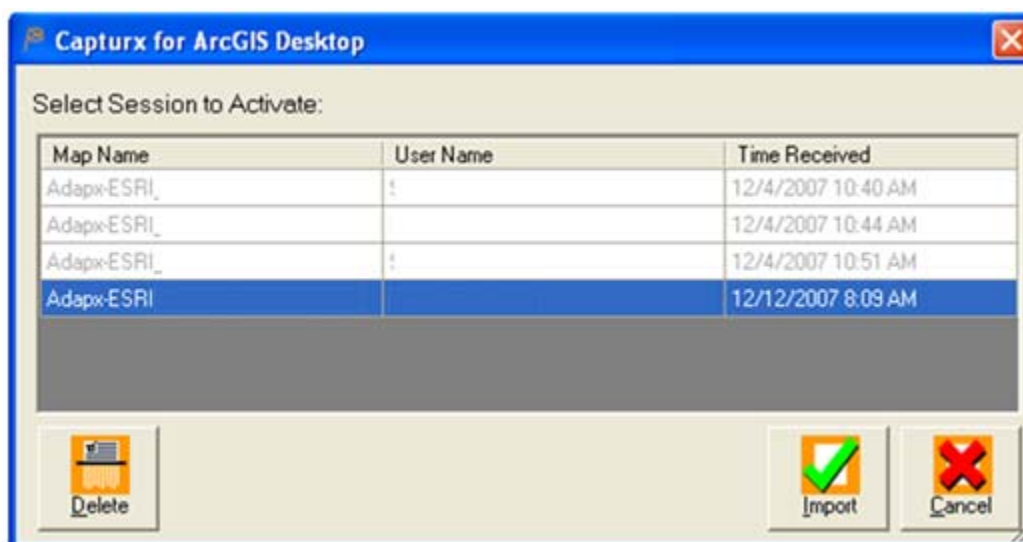 Capturx for ArcGIS Desktop
Select Session to Activate:
Map Name User Name Time Received
Adapx-ESRI_ 12/4/2007 10:40 AM
Adapx-ESRI_ 12/4/2007 10:44 AM
Adapx-ESRI_ 12/4/2007 10:51 AM
Adapx-ESRI 12/12/2007 8:09 AM
Delete Import Cancel